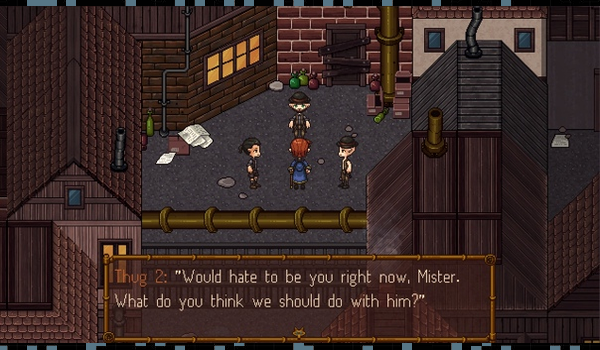 Thug 2: "Would hate to be you right now, Mister.
What do you think we should do with him?"